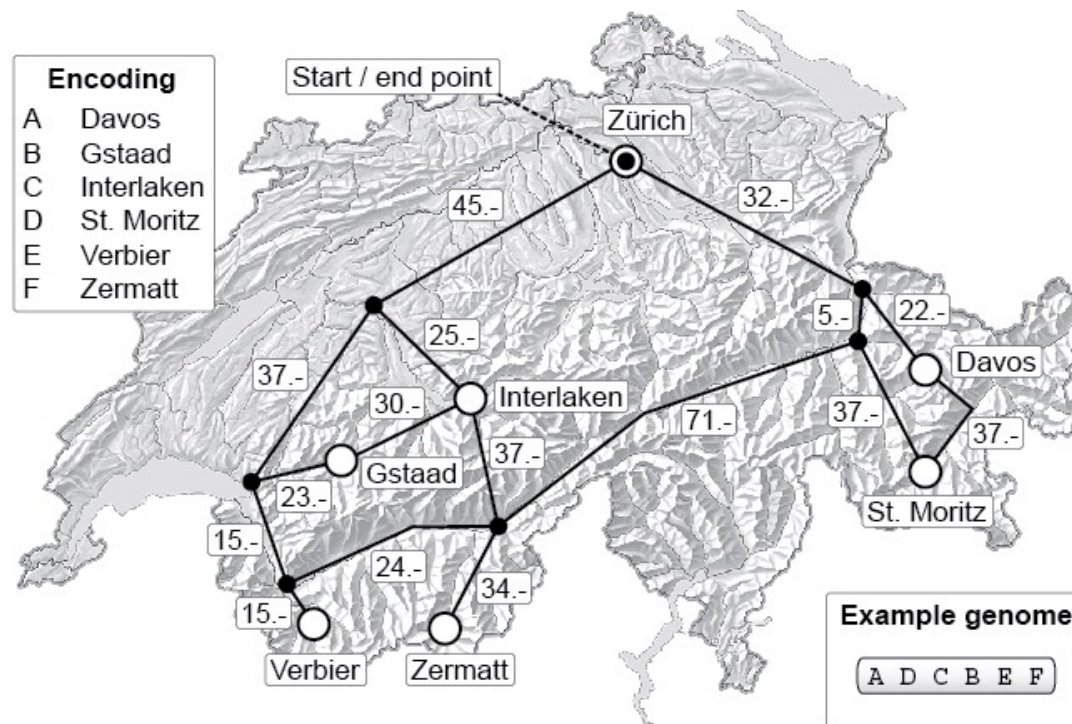 Encoding
A Davos
B Gstaad
C Interlaken
D St. Moritz
E Verbier
F Zermatt
Start / end point
Zürich
45.-
32.-
5.-
22.-
25.-
37.-
Davos
Interlaken
30.-
71.-
37.-
37.-
Gstaad
37.-
23.-
St. Moritz
15.-
24.-
34.-
15.-
Verbier
Zermatt
Example genome
A D C B E F